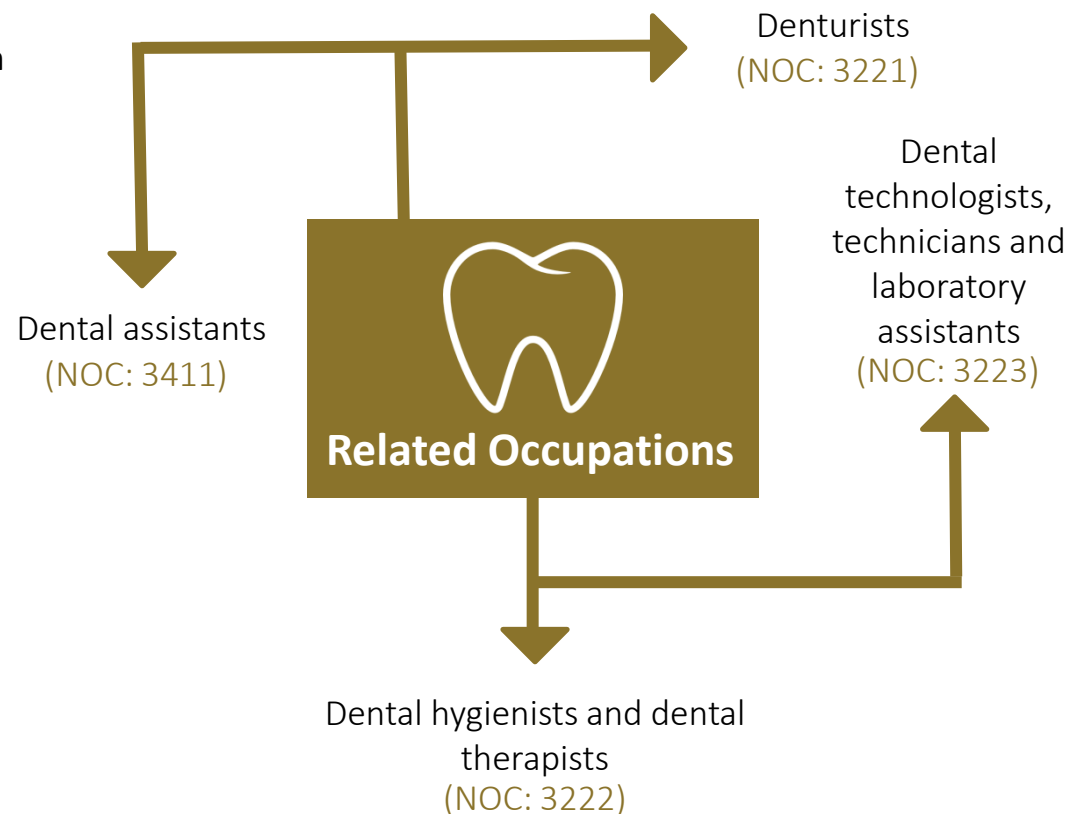 Denturists
(NOC: 3221)
Dental
technologists,
technicians and
laboratory
assistants
(NOC: 3223)
Dental assistants
(NOC: 3411)
Related Occupations
Dental hygienists and dental
therapists
(NOC: 3222)